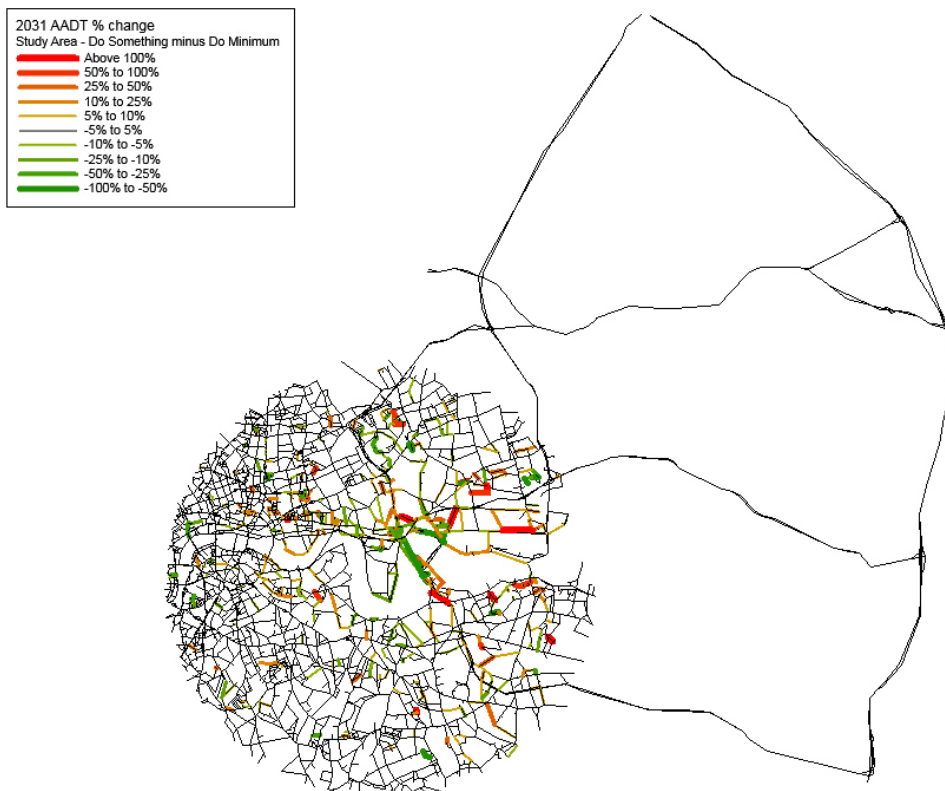 2031 AADT % change
Study Area - Do Something minus Do Minimum
Above 100%
50% to 100%
25% to 50%
10% to 25%
5% to 10%
-5% to 5%
-10% to -5%
-25% to -10%
-50% to -25%
-100% to -50%